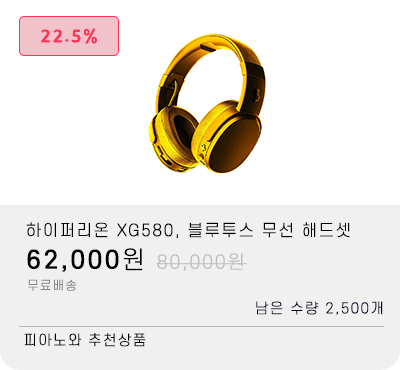 22.5%
하이퍼리온 XG580, 블루투스 무선 헤드셋
62,000원 80,000원
무료배송
남은 수량 2,500개
피아노와 추천상품